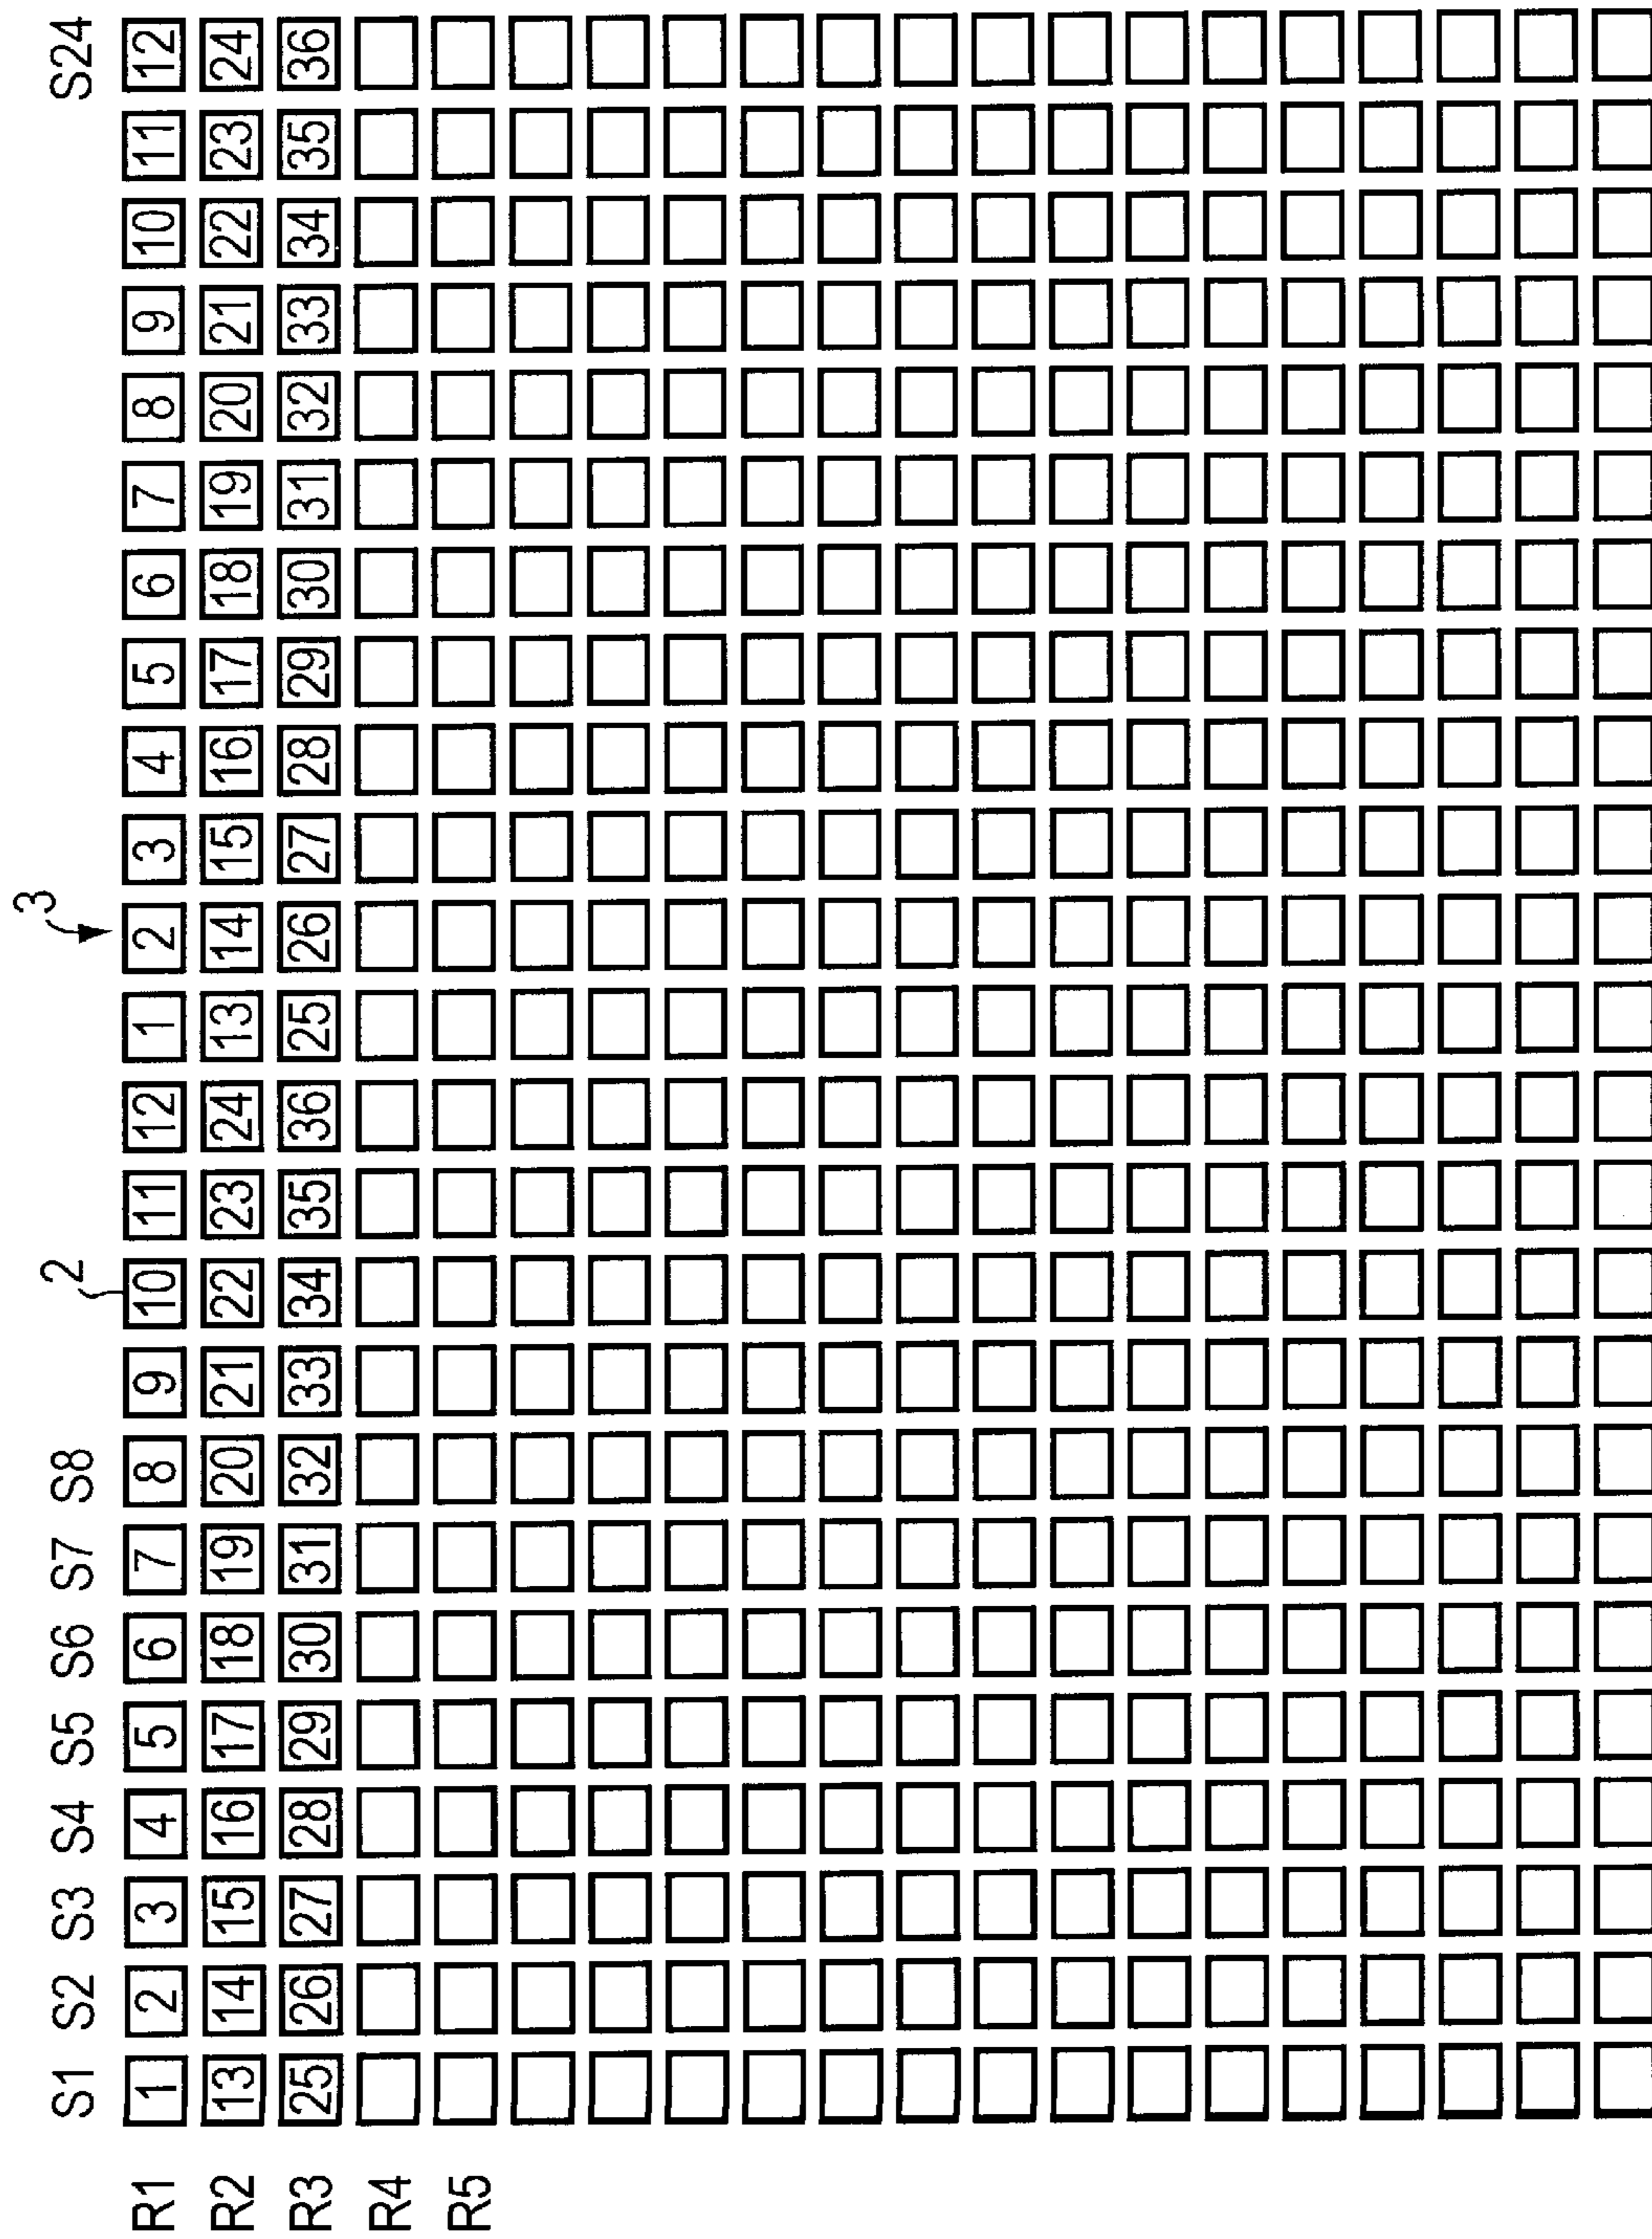 2 3
S1 S2 S3 S4 S5 S6 S7 S8 S24
R1 1 2 3 4 5 6 7 8 9 10 11 12 1 2 3 4 5 6 7 8 9 10 11 12
R2 13 14 15 16 17 18 19 20 21 22 23 24 13 14 15 16 17 18 19 20 21 22 23 24
R3 25 26 27 28 29 30 31 32 33 34 35 36 25 26 27 28 29 30 31 32 33 34 35 36
R4
R5